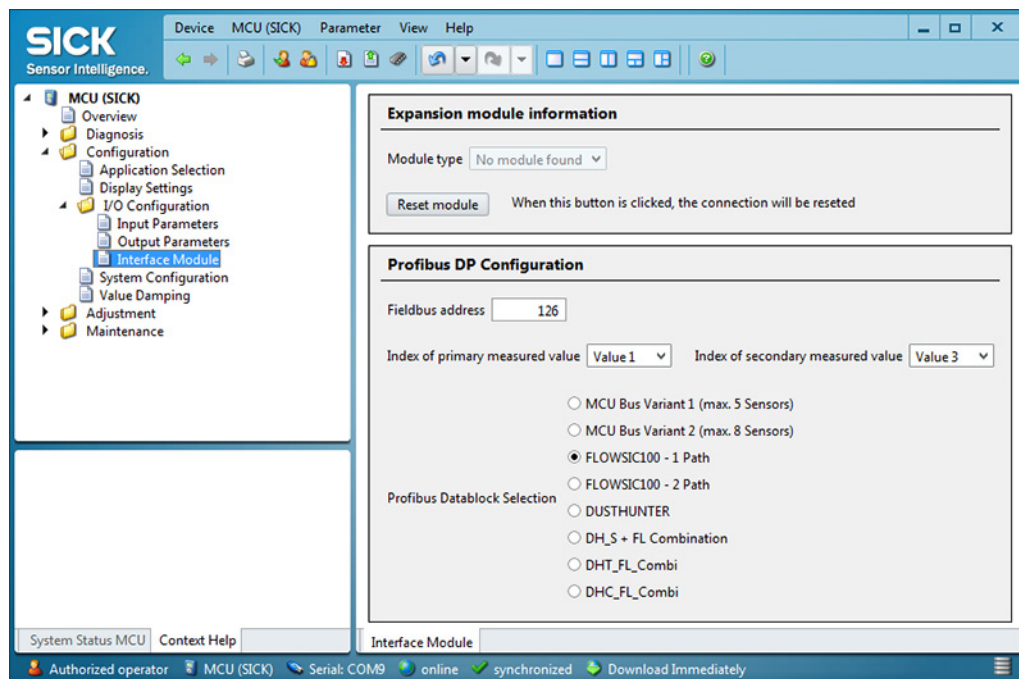 SICK
Sensor Intelligence.
Device MCU (SICK) Parameter View Help
MCU (SICK)
Overview
Diagnosis
Configuration
Application Selection
Display Settings
I/O Configuration
Input Parameters
Output Parameters
Interface Module
System Configuration
Value Damping
Adjustment
Maintenance
System Status MCU Context Help
Expansion module information
Module type No module found
Reset module When this button is clicked, the connection will be reseted
Profibus DP Configuration
Fieldbus address 126
Index of primary measured value Value 1 Index of secondary measured value Value 3
MCU Bus Variant 1 (max. 5 Sensors)
MCU Bus Variant 2 (max. 8 Sensors)
FLOWSIC100 - 1 Path
FLOWSIC100 - 2 Path
Profibus Datablock Selection
DUSTHUNTER
DH_S + FL Combination
DHT_FL_Combi
DHC_FL_Combi
Interface Module
Authorized operator MCU (SICK) Serial: COM9 online synchronized Download Immediately